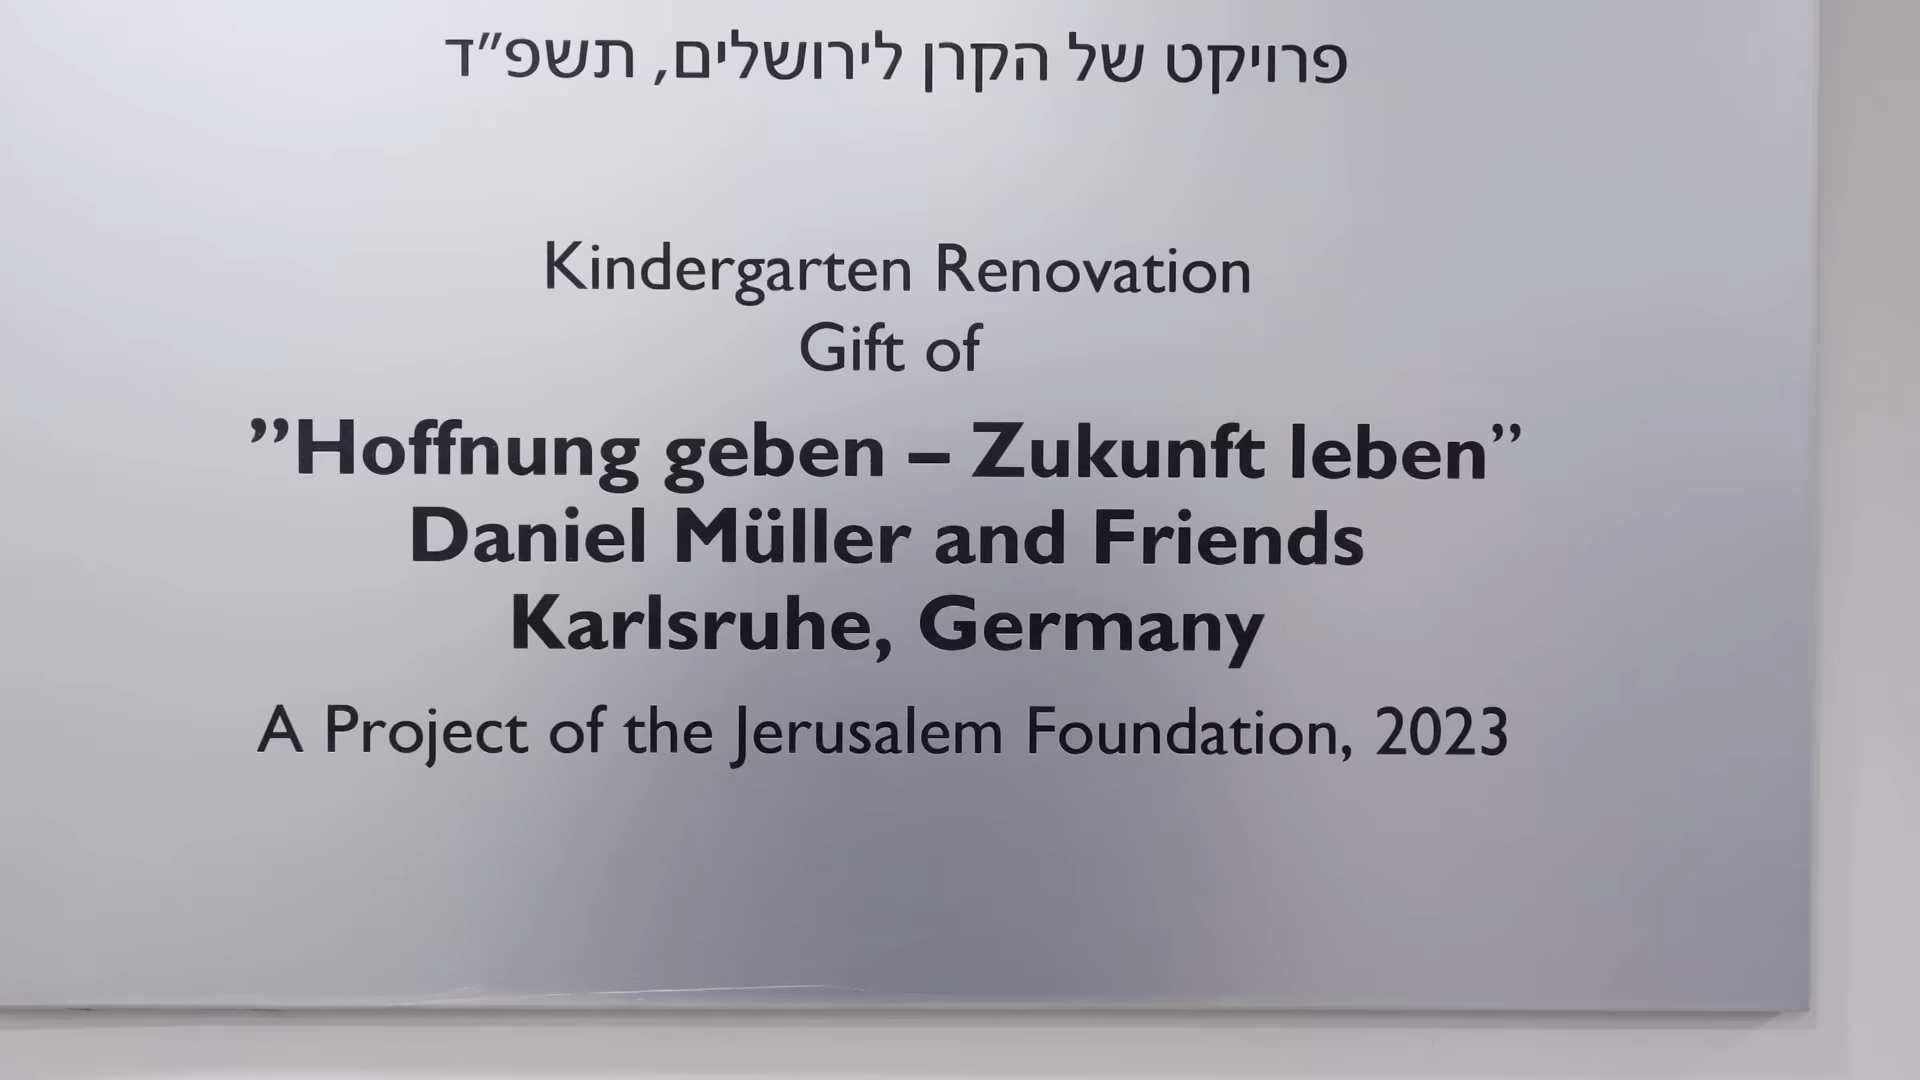 פרויקט של הקרן לירושלים, תשפ”ד
Kindergarten Renovation
Gift of
”Hoffnung geben – Zukunft leben”
Daniel Müller and Friends
Karlsruhe, Germany
A Project of the Jerusalem Foundation, 2023